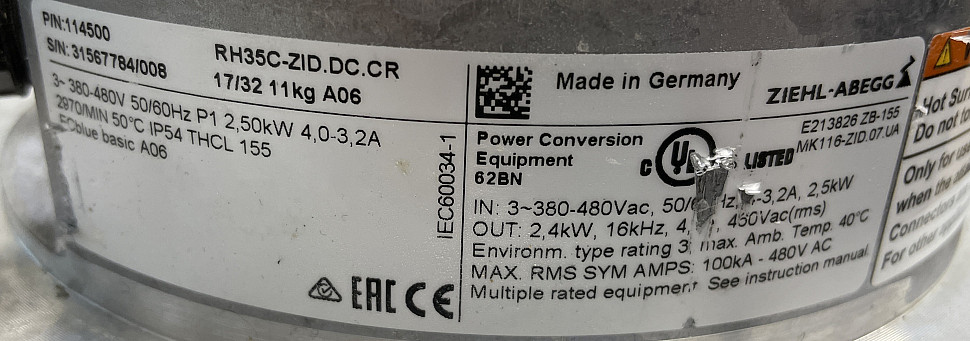 P/N:114500
S/N: 31567784/008
RH35C-ZID.DC.CR
17/32 11kg A06
3~ 380-480V 50/60Hz P1 2,50kW 4,0-3,2A
2970/MIN 50°C IP54 THCL 155
ECblue basic A06
IEC60034-1
EAC CE
Made in Germany
ZIEHL-ABEGG
Power Conversion
Equipment
62BN
C UL LISTED
E213826 ZB-155
MK116-ZID.07.UA
IN: 3~380-480Vac, 50/6 Hz, -3,2A, 2,5kW
OUT: 2,4kW, 16kHz, 4, 480Vac(rms)
Environm. type rating 3, max. Amb. Temp. 40°C
MAX. RMS SYM AMPS: 100kA - 480V AC
Multiple rated equipment. See instruction manual.
Hot Sur
Do not to
Only for u
when the
Connectors
For other